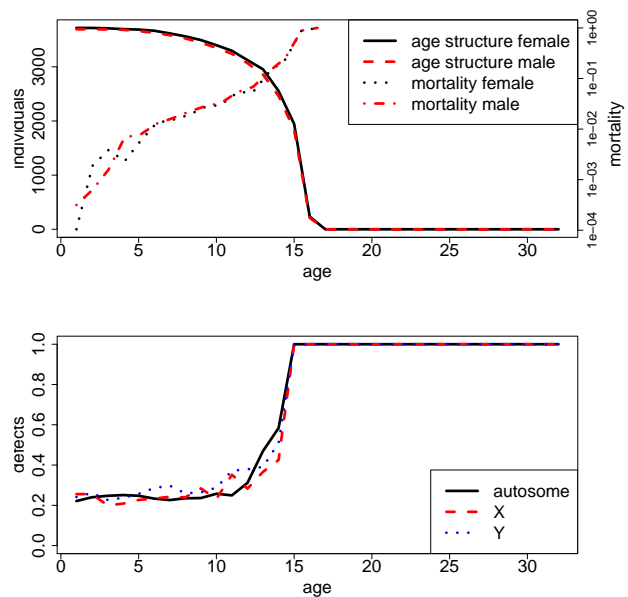 age structure female
age structure male
mortality female
mortality male
individuals
0 1000 2000 3000
mortality
1e-04 1e-03 1e-02 1e-01 1e+00
0 5 10 15 20 25 30
age
defects
0.0 0.2 0.4 0.6 0.8 1.0
autosome
X
Y
0 5 10 15 20 25 30
age